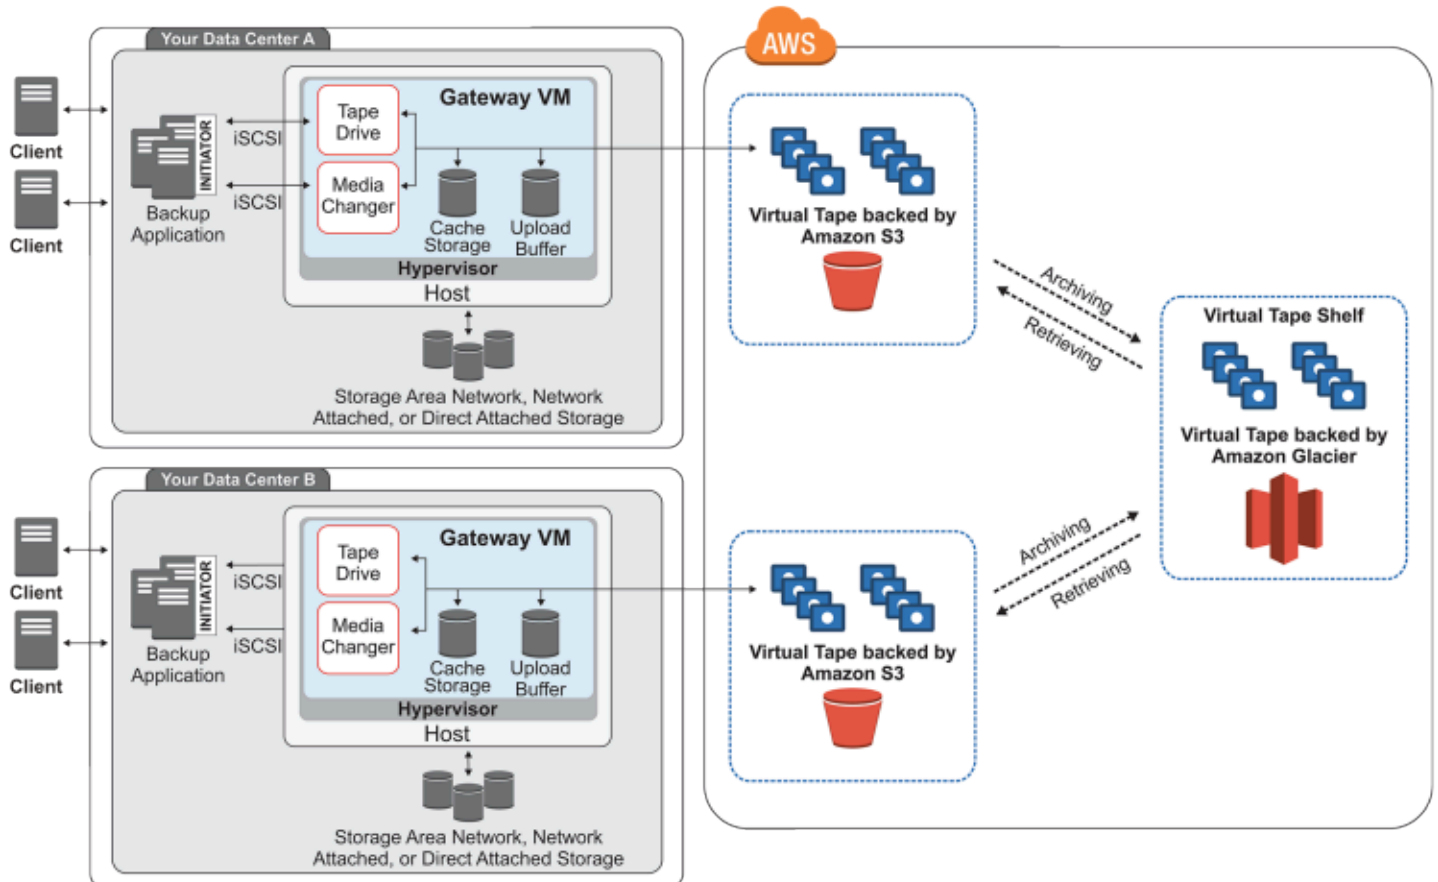 Your Data Center A
Client
Client
INITIATOR
Backup
Application
iSCSI
iSCSI
Gateway VM
Tape
Drive
Media
Changer
Cache
Storage
Upload
Buffer
Hypervisor
Host
Storage Area Network, Network
Attached, or Direct Attached Storage
Your Data Center B
Client
Client
INITIATOR
Backup
Application
iSCSI
iSCSI
Gateway VM
Tape
Drive
Media
Changer
Cache
Storage
Upload
Buffer
Hypervisor
Host
Storage Area Network, Network
Attached, or Direct Attached Storage
AWS
Virtual Tape backed by
Amazon S3
Archiving
Retrieving
Virtual Tape Shelf
Virtual Tape backed by
Amazon Glacier
Archiving
Retrieving
Virtual Tape backed by
Amazon S3